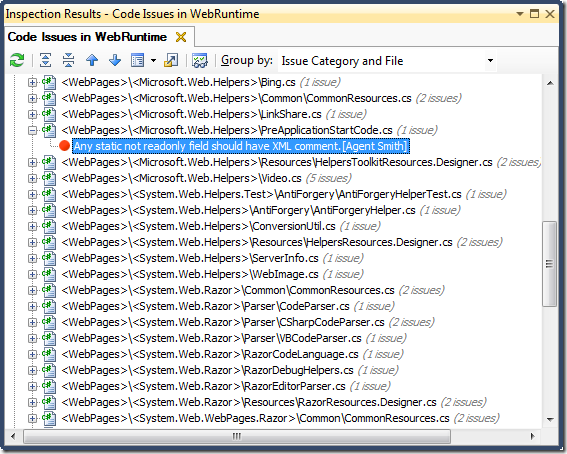 Inspection Results - Code Issues in WebRuntime
Code Issues in WebRuntime
Group by: Issue Category and File
<WebPages>\<Microsoft.Web.Helpers>\Bing.cs (1 issue)
<WebPages>\<Microsoft.Web.Helpers>\Common\CommonResources.cs (2 issues)
<WebPages>\<Microsoft.Web.Helpers>\LinkShare.cs (1 issue)
<WebPages>\<Microsoft.Web.Helpers>\PreApplicationStartCode.cs (1 issue)
Any static not readonly field should have XML comment.[Agent Smith]
<WebPages>\<Microsoft.Web.Helpers>\Resources\HelpersToolkitResources.Designer.cs (2 issues)
<WebPages>\<Microsoft.Web.Helpers>\Video.cs (5 issues)
<WebPages>\<System.Web.Helpers.Test>\AntiForgery\AntiForgeryHelperTest.cs (1 issue)
<WebPages>\<System.Web.Helpers>\AntiForgery\AntiForgeryHelper.cs (1 issue)
<WebPages>\<System.Web.Helpers>\ConversionUtil.cs (1 issue)
<WebPages>\<System.Web.Helpers>\Resources\HelpersResources.Designer.cs (2 issues)
<WebPages>\<System.Web.Helpers>\ServerInfo.cs (1 issue)
<WebPages>\<System.Web.Helpers>\WebImage.cs (1 issue)
<WebPages>\<System.Web.Razor>\Common\CommonResources.cs (2 issues)
<WebPages>\<System.Web.Razor>\Parser\CodeParser.cs (1 issue)
<WebPages>\<System.Web.Razor>\Parser\CSharpCodeParser.cs (1 issue)
<WebPages>\<System.Web.Razor>\Parser\VBCodeParser.cs (1 issue)
<WebPages>\<System.Web.Razor>\RazorCodeLanguage.cs (1 issue)
<WebPages>\<System.Web.Razor>\RazorDebugHelpers.cs (1 issue)
<WebPages>\<System.Web.Razor>\RazorEditorParser.cs (1 issue)
<WebPages>\<System.Web.Razor>\Resources\RazorResources.Designer.cs (2 issues)
<WebPages>\<System.Web.WebPages.Razor>\Common\CommonResources.cs (2 issues)